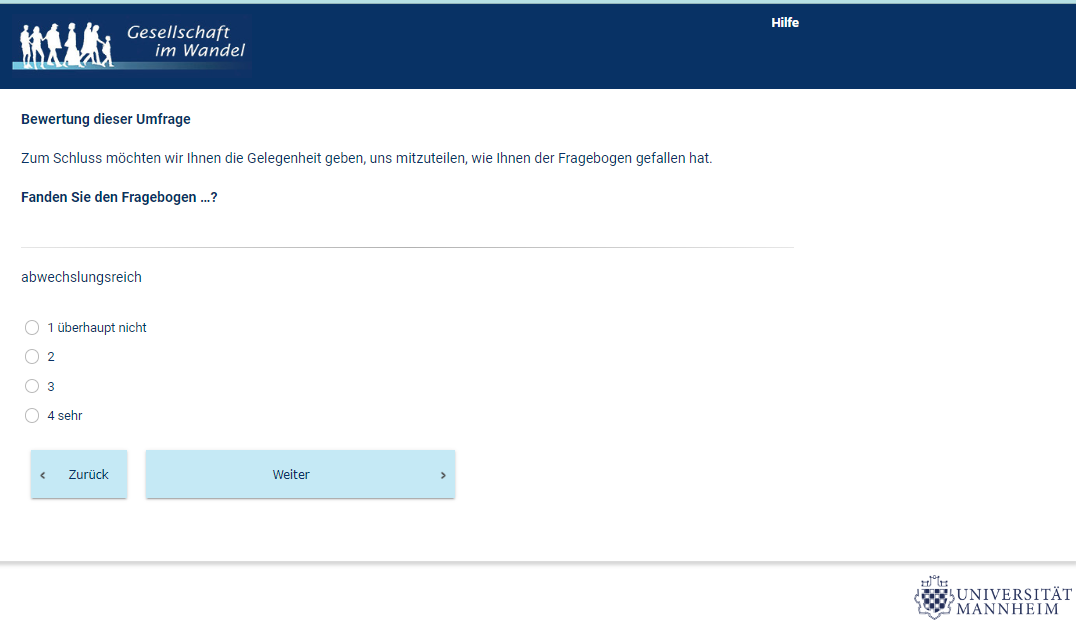 Gesellschaft
im Wandel
Hilfe
Bewertung dieser Umfrage
Zum Schluss möchten wir Ihnen die Gelegenheit geben, uns mitzuteilen, wie Ihnen der Fragebogen gefallen hat.
Fanden Sie den Fragebogen ...?
abwechslungsreich
1 überhaupt nicht
2
3
4 sehr
‹ Zurück
Weiter ›
UNIVERSITÄT
MANNHEIM